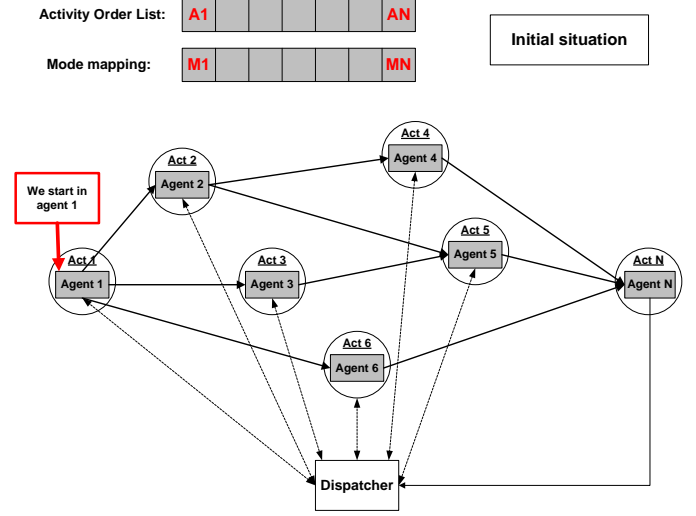 Activity Order List:
A1 AN
Initial situation
Mode mapping:
M1 MN
Act 4
Agent 4
Act 2
Agent 2
We start in
agent 1
Act 5
Agent 5
Act 1
Agent 1
Act 3
Agent 3
Act N
Agent N
Act 6
Agent 6
Dispatcher